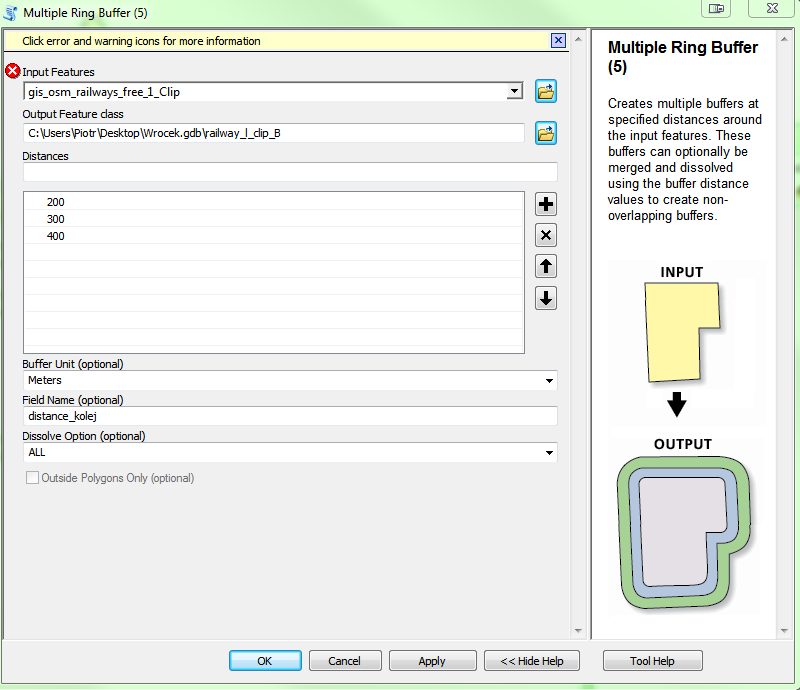 Multiple Ring Buffer (5)
Click error and warning icons for more information
Input Features
gis_osm_railways_free_1_Clip
Output Feature class
C:\Users\Piotr\Desktop\Wrocek.gdb\railway_l_clip_B
Distances
200
300
400
Buffer Unit (optional)
Meters
Field Name (optional)
distance_kolej
Dissolve Option (optional)
ALL
Outside Polygons Only (optional)
OK
Cancel
Apply
<< Hide Help
Multiple Ring Buffer
(5)
Creates multiple buffers at
specified distances around
the input features. These
buffers can optionally be
merged and dissolved
using the buffer distance
values to create non-
overlapping buffers.
INPUT
OUTPUT
Tool Help